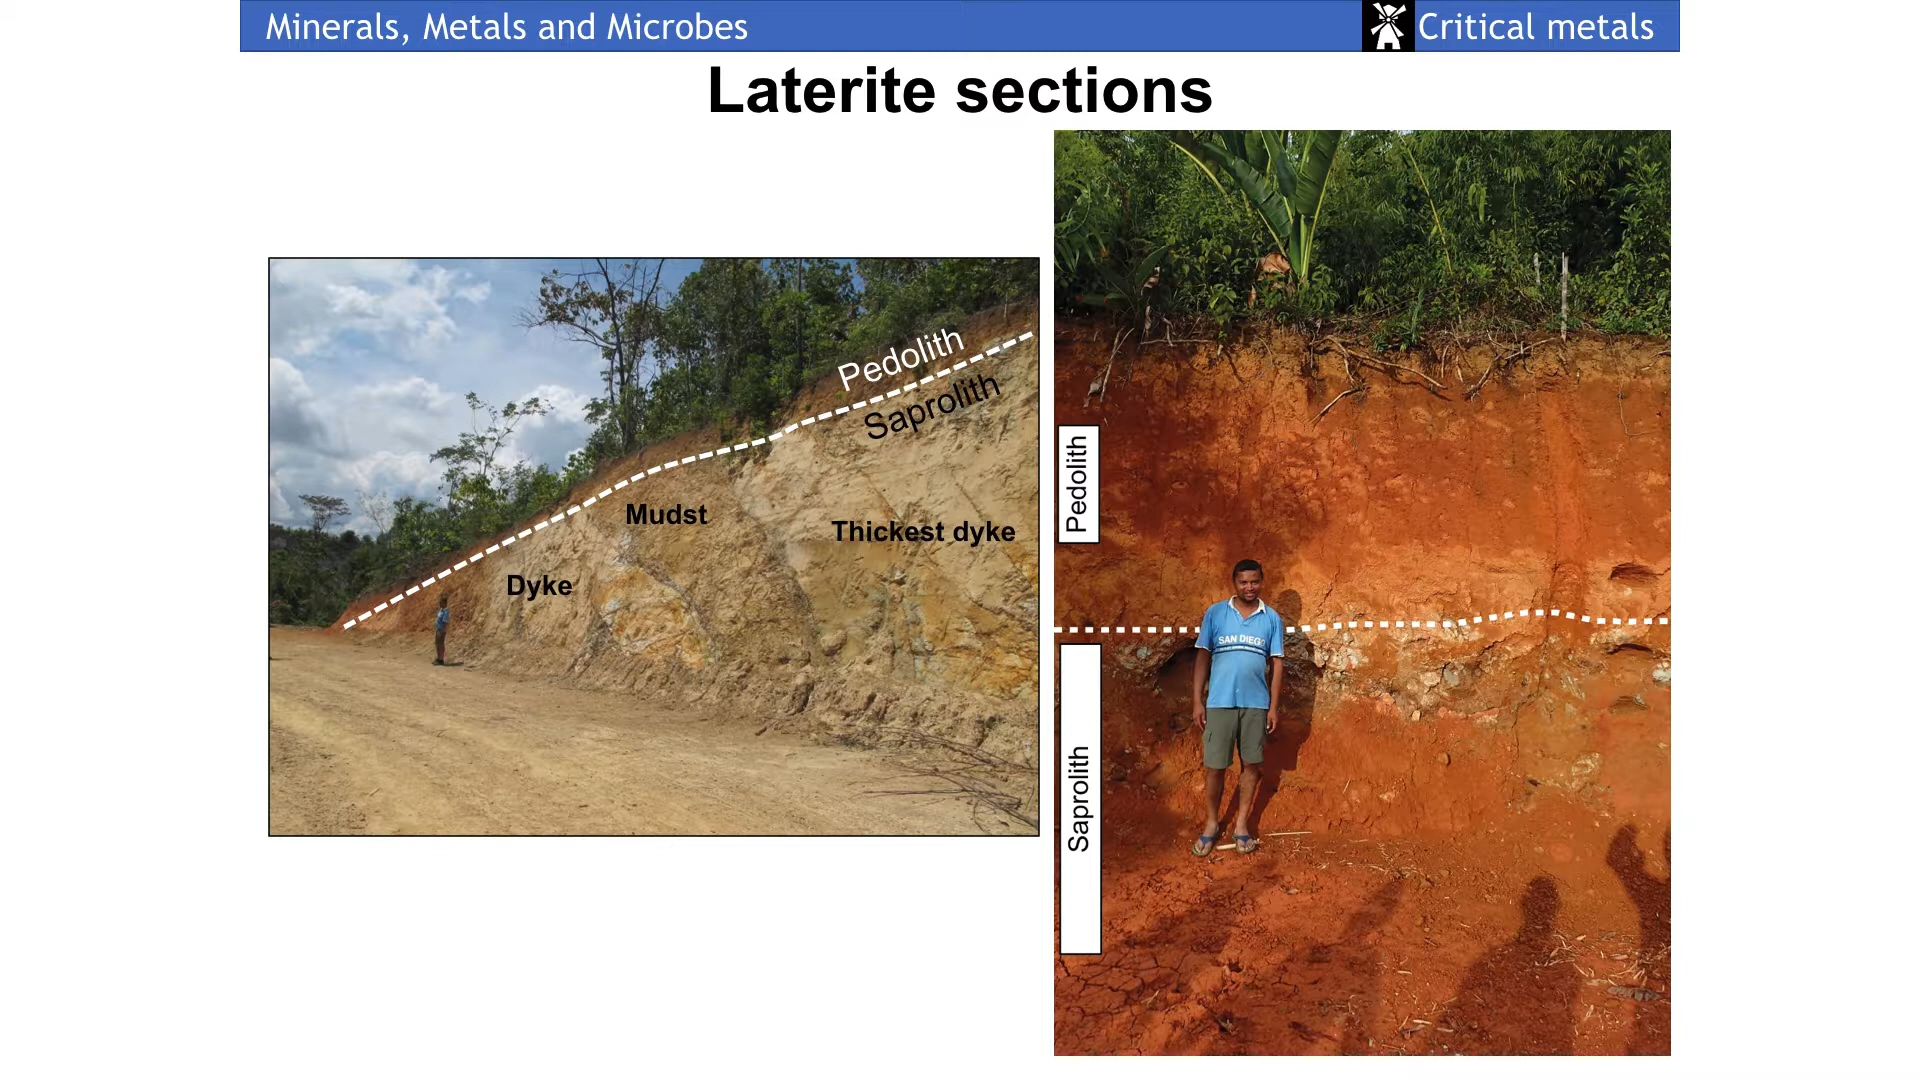 Minerals, Metals and Microbes
Critical metals
Laterite sections
Pedolith
Saprolith
Mudst
Thickest dyke
Dyke
Pedolith
SAN DIEGO
Saprolith